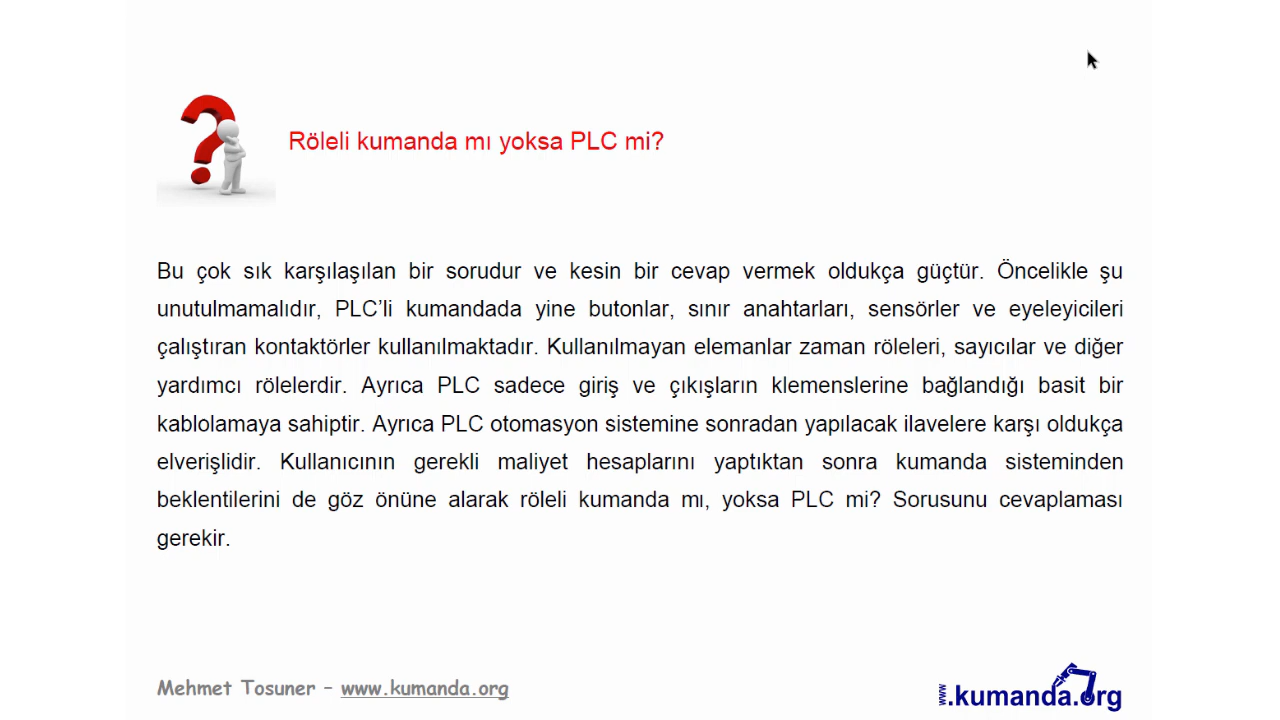 Röleli kumanda mı yoksa PLC mi?
Bu çok sık karşılaşılan bir sorudur ve kesin bir cevap vermek oldukça güçtür. Öncelikle şu
unutulmamalıdır, PLC’li kumandada yine butonlar, sınır anahtarları, sensörler ve eyeleyicileri
çalıştıran kontaktörler kullanılmaktadır. Kullanılmayan elemanlar zaman röleleri, sayıcılar ve diğer
yardımcı rölelerdir. Ayrıca PLC sadece giriş ve çıkışların klemenslerine bağlandığı basit bir
kablolamaya sahiptir. Ayrıca PLC otomasyon sistemine sonradan yapılacak ilavelere karşı oldukça
elverişlidir. Kullanıcının gerekli maliyet hesaplarını yaptıktan sonra kumanda sisteminden
beklentilerini de göz önüne alarak röleli kumanda mı, yoksa PLC mi? Sorusunu cevaplaması
gerekir.
Mehmet Tosuner – www.kumanda.org
www.kumanda.org